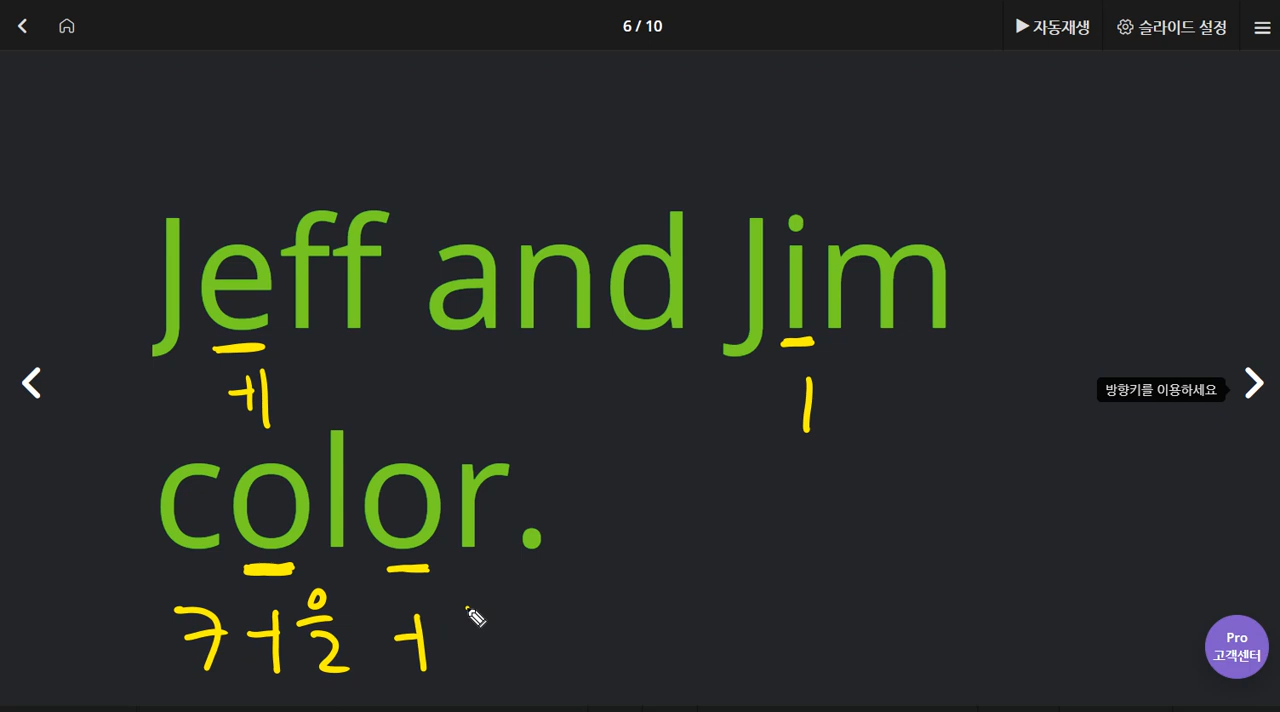 6 / 10
자동재생
슬라이드 설정
Jeff and Jim
ㅔ ㅣ
방향키를 이용하세요
color.
커을 ㅓ
Pro
고객센터